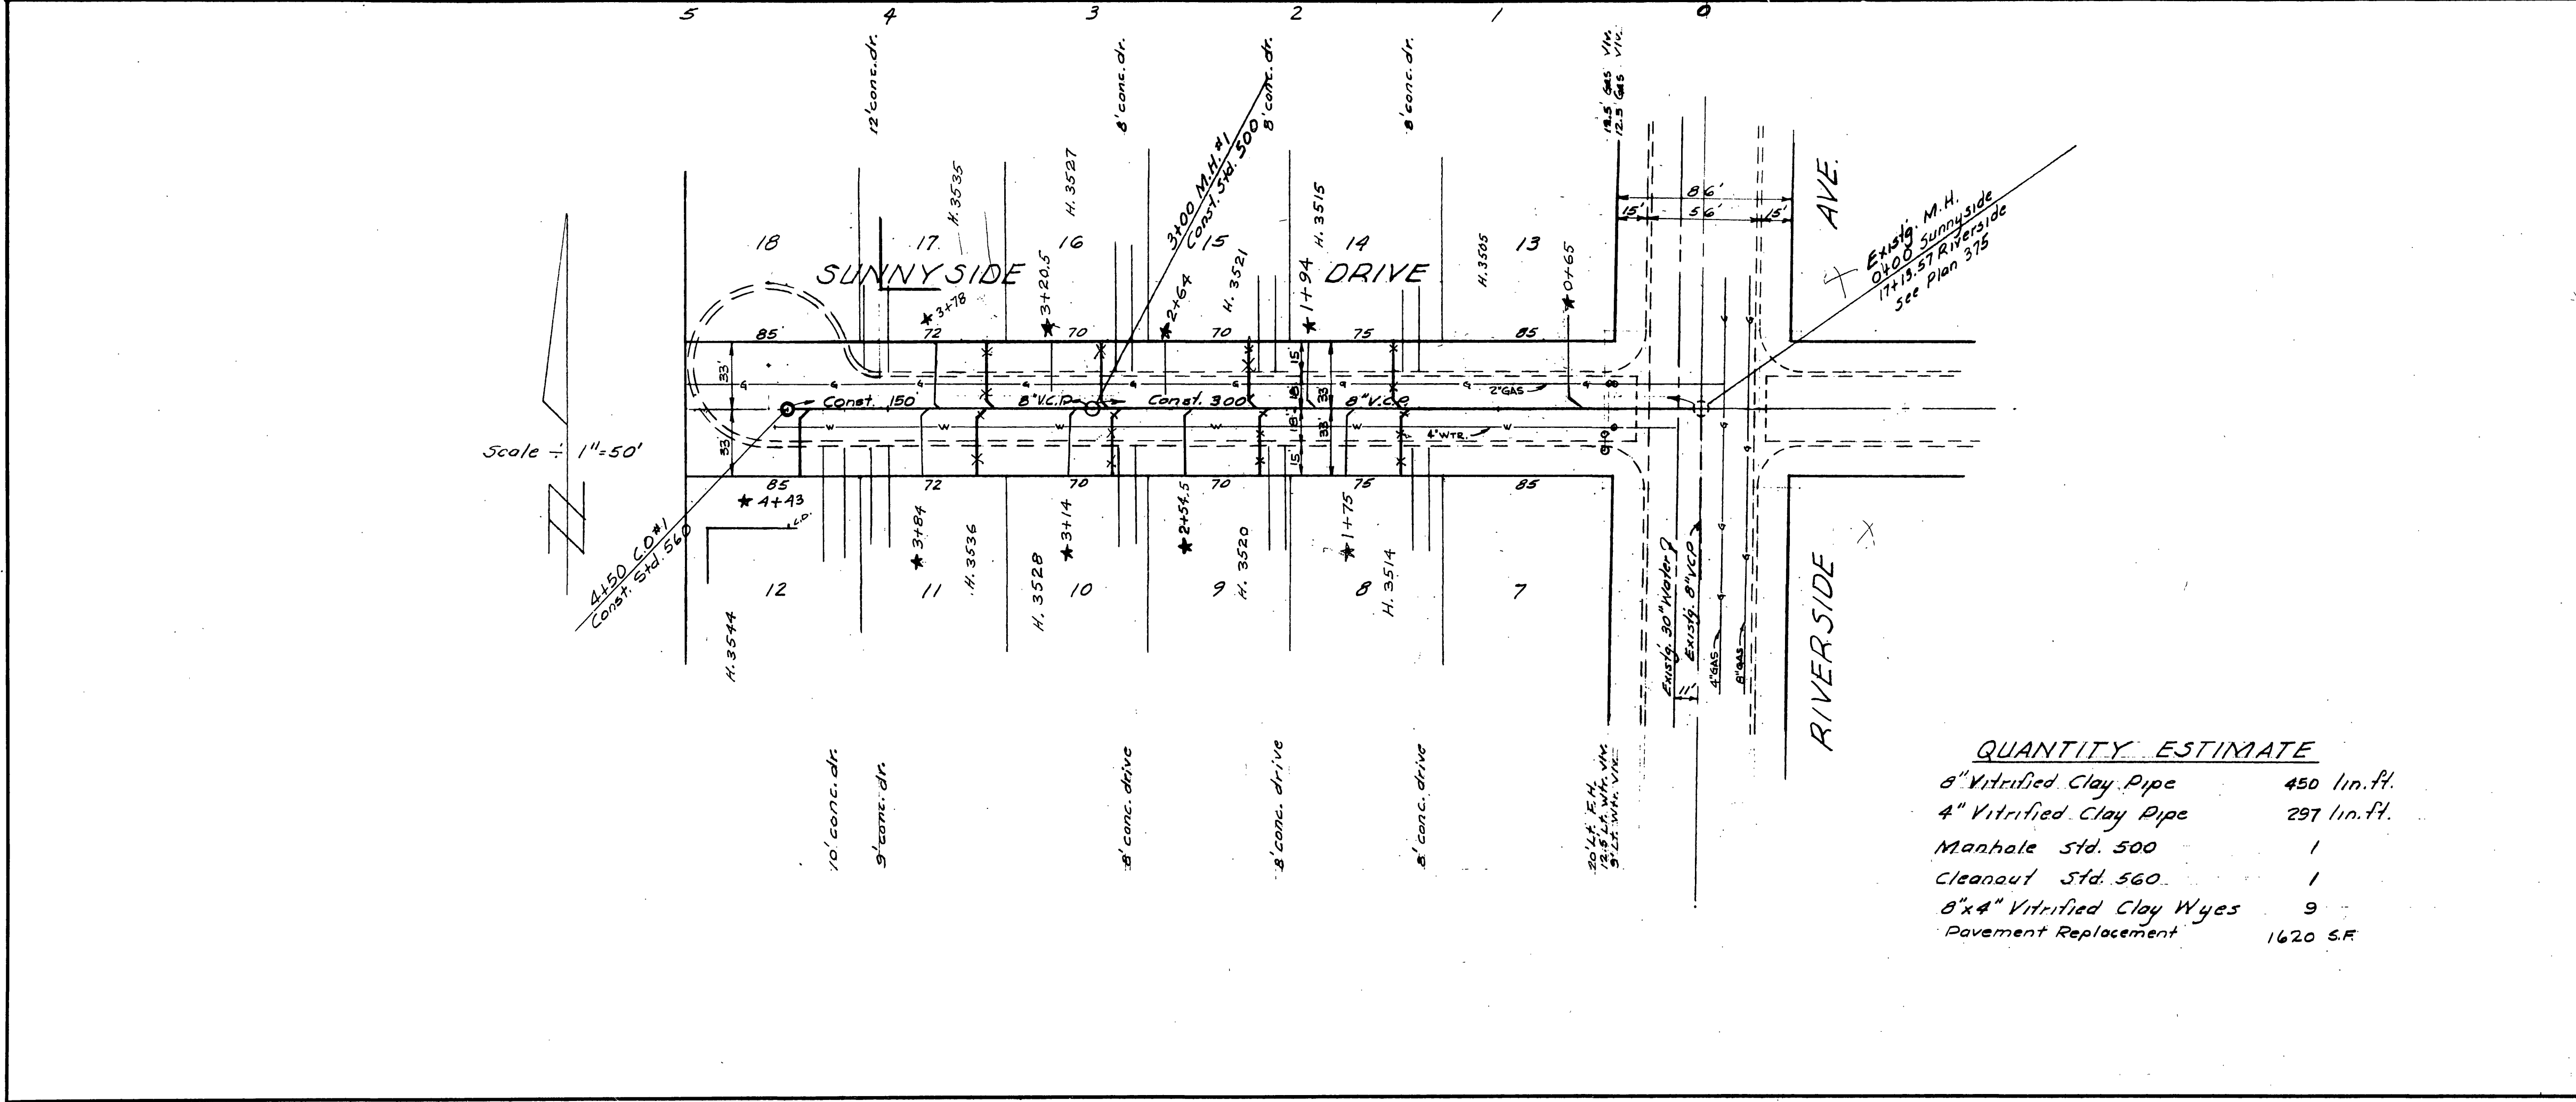 5 4 3 2 1 0
12' conc. dr.
8' conc. dr.
8' conc. dr.
8' conc. dr.
12.5' Gas Vlv.
12.5' Gas Vlv.
H. 3535
H. 3527
3+00 M.H. #1
Const. Std. 500
H. 3521
H. 3515
H. 3505
18 17 16 15 14 13
SUNNYSIDE DRIVE
★ 3+78
★ 3+20.5
★ 2+64
★ 1+94
★ 0+65
86'
15' 56' 15'
AVE.
Existg. M.H.
0+00 Sunnyside
17+13.57 Riverside
See Plan 375
85 72 70 70 75 85
33'
33'
15'
18'
18'
15'
33'
33'
G G G G G G G G
2" GAS
Const. 150' 8" V.C.P. Const. 300' 8" V.C.P.
W W W W W W
4" WTR.
Scale ÷ 1"=50'
N
85 72 70 70 75 85
★ 4+43
C.O.
★ 3+84
★ 3+14
★ 2+54.5
★ 1+75
4+50 C.O #1
Const. Std. 560
H. 3544
H. 3536
H. 3528
H. 3520
H. 3514
12 11 10 9 8 7
Existg. 30" Water
Existg. 8" VCP
11'
4" GAS
8" GAS
RIVERSIDE
10' conc. dr.
9' conc. dr.
8' conc. drive
8' conc. drive
8' conc. drive
20' Lt. F.H.
12.5' Lt. Wtr. Vlv.
9' Lt. Wtr. Vlv.
QUANTITY ESTIMATE
8" Vitrified Clay Pipe 450 lin. ft.
4" Vitrified Clay Pipe 297 lin. ft.
Manhole Std. 500 1
Cleanout Std. 560 1
8"x4" Vitrified Clay Wyes 9
Pavement Replacement 1620 S.F.